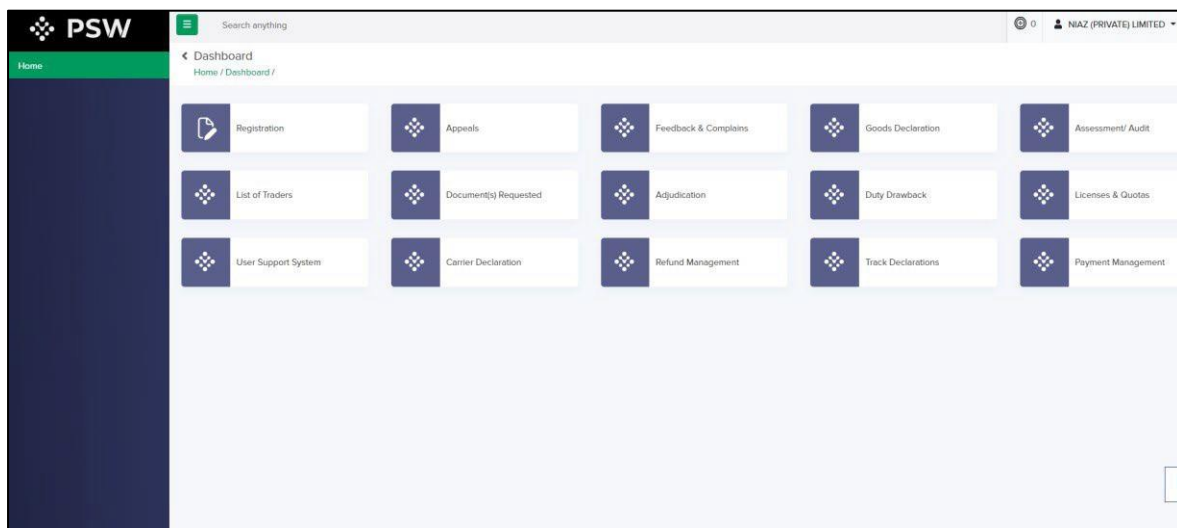 PSW
Search anything
0
NIAZ (PRIVATE) LIMITED
Home
Dashboard
Home / Dashboard /
Registration
Appeals
Feedback & Complains
Goods Declaration
Assessment/ Audit
List of Traders
Document(s) Requested
Adjudication
Duty Drawback
Licenses & Quotas
User Support System
Carrier Declaration
Refund Management
Track Declarations
Payment Management